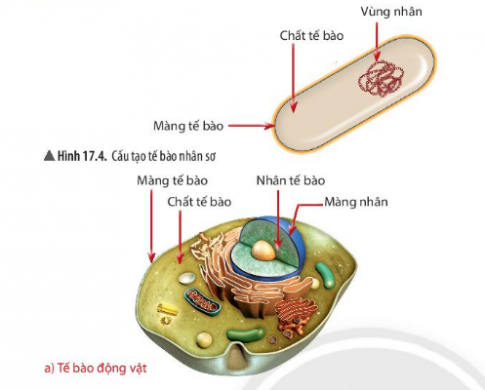 Vùng nhân
Chất tế bào
Màng tế bào
▲ Hình 17.4. Cấu tạo tế bào nhân sơ
Màng tế bào Nhân tế bào
Chất tế bào Màng nhân
a) Tế bào động vật